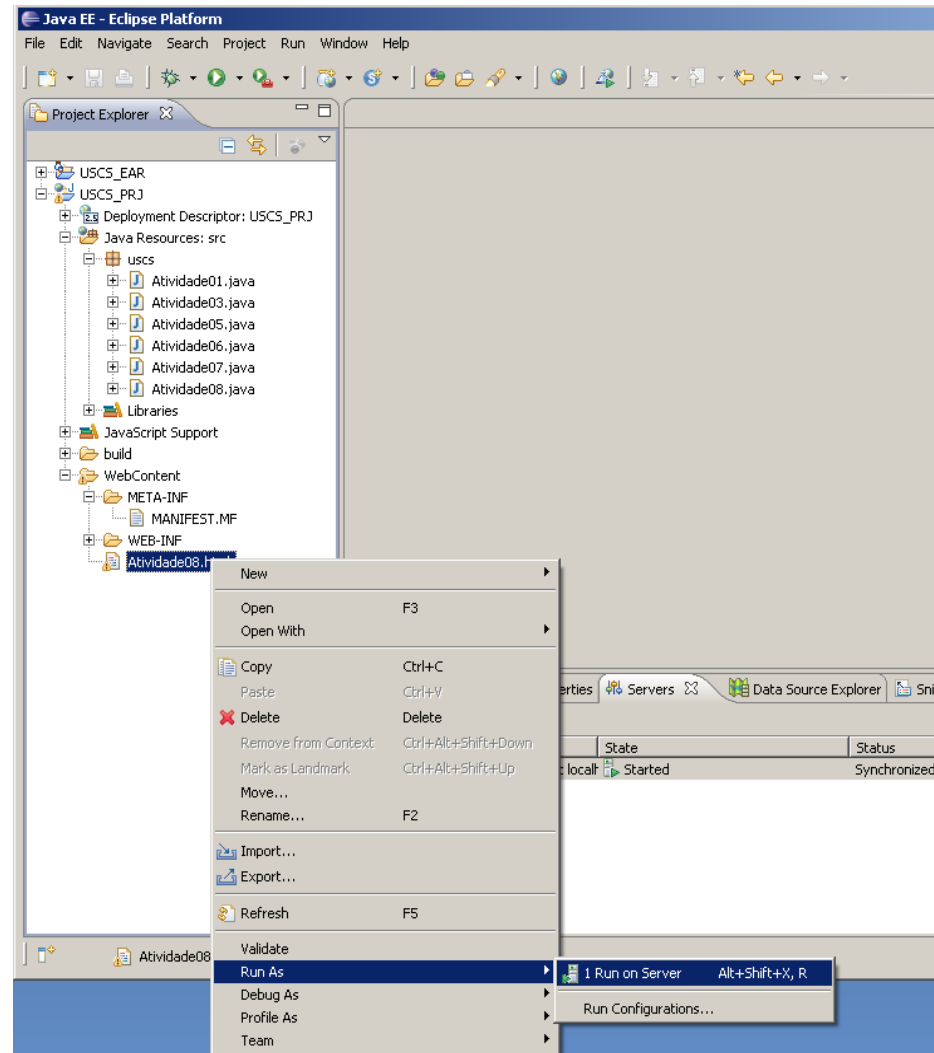 Java EE - Eclipse Platform
File Edit Navigate Search Project Run Window Help
Project Explorer
USCS_EAR
USCS_PRJ
Deployment Descriptor: USCS_PRJ
Java Resources: src
uscs
Atividade01.java
Atividade03.java
Atividade05.java
Atividade06.java
Atividade07.java
Atividade08.java
Libraries
JavaScript Support
build
WebContent
META-INF
MANIFEST.MF
WEB-INF
Atividade08.
New
Open F3
Open With
Copy Ctrl+C
Paste Ctrl+V
Delete Delete
Remove from Context Ctrl+Alt+Shift+Down
Mark as Landmark Ctrl+Alt+Shift+Up
Move...
Rename... F2
Import...
Export...
Refresh F5
Validate
Run As
Debug As
Profile As
Team
1 Run on Server Alt+Shift+X, R
Run Configurations...
erties Servers Data Source Explorer Sni
State Status
: local Started Synchronized
Atividade08